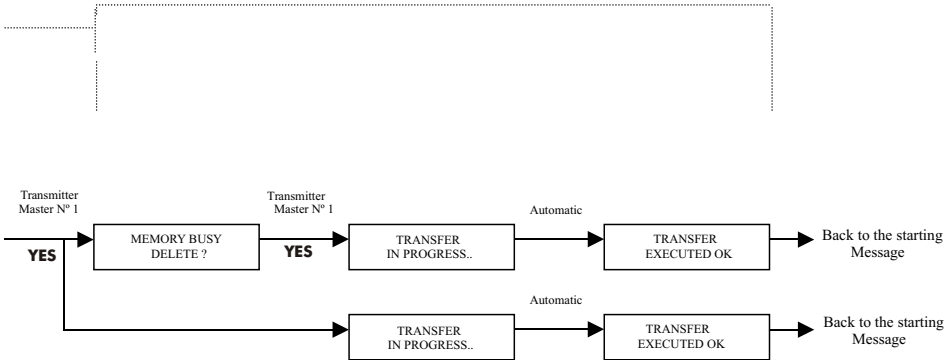 Transmitter
Master Nº 1
YES
MEMORY BUSY
DELETE ?
Transmitter
Master Nº 1
YES
TRANSFER
IN PROGRESS..
Automatic
TRANSFER
EXECUTED OK
Back to the starting
Message
TRANSFER
IN PROGRESS..
Automatic
TRANSFER
EXECUTED OK
Back to the starting
Message